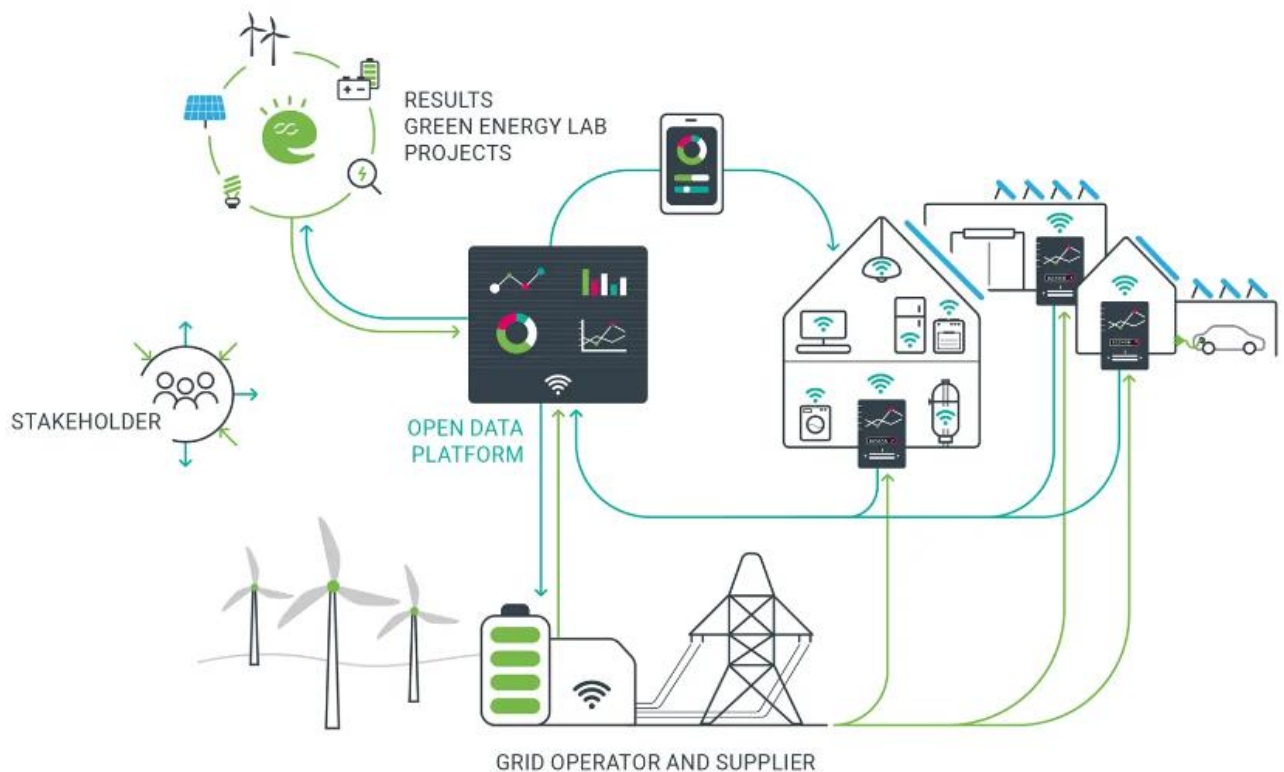 RESULTS
GREEN ENERGY LAB
PROJECTS
STAKEHOLDER
OPEN DATA
PLATFORM
GRID OPERATOR AND SUPPLIER